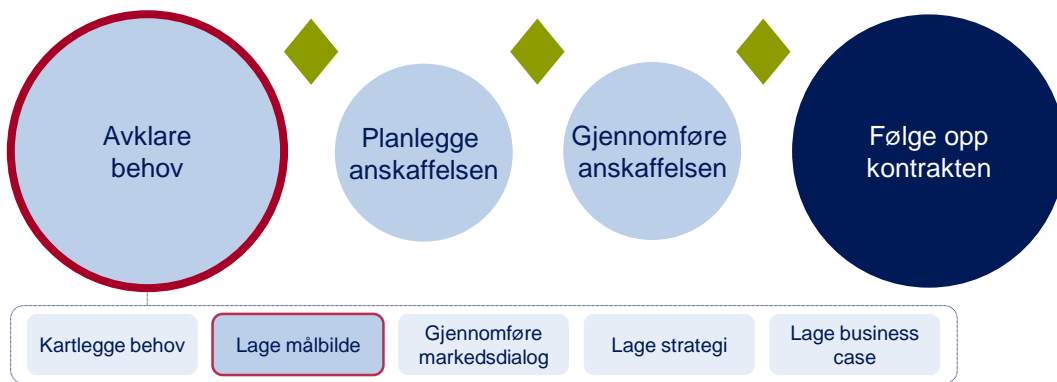 Avklare
behov
Planlegge
anskaffelsen
Gjennomføre
anskaffelsen
Følge opp
kontrakten
Kartlegge behov
Lage målbilde
Gjennomføre
markedsdialog
Lage strategi
Lage business
case